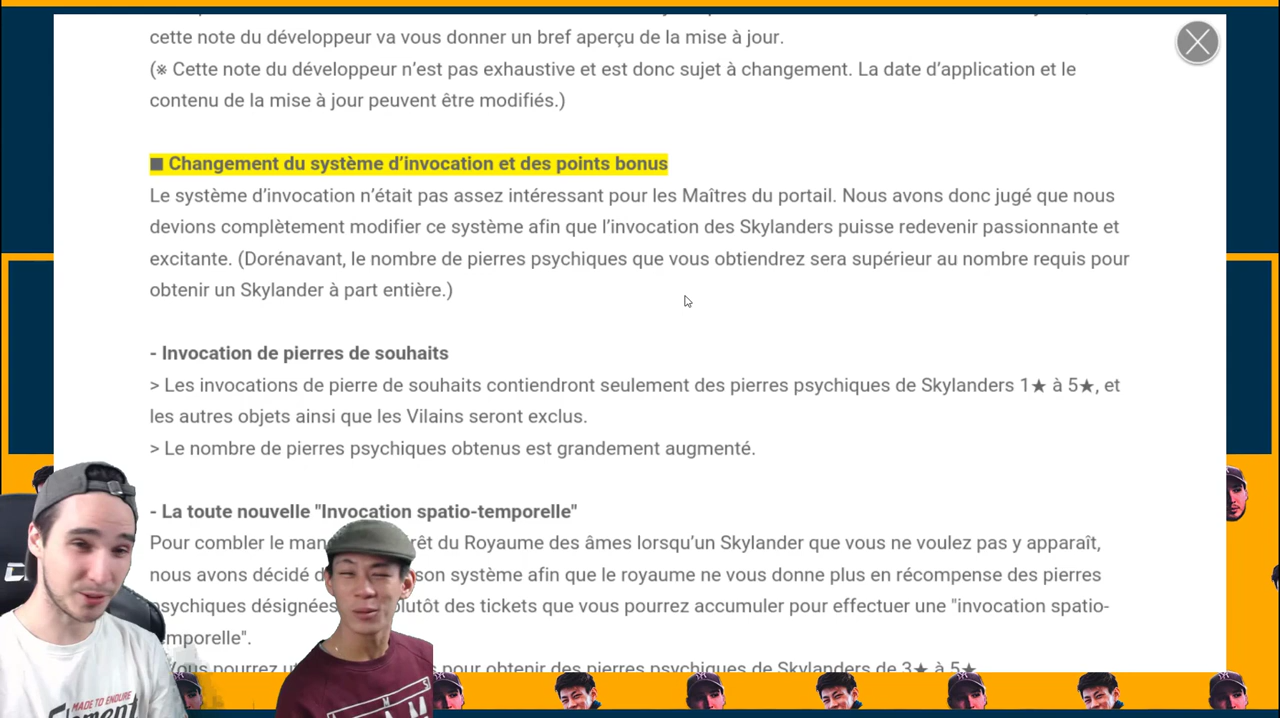 cette note du développeur va vous donner un bref aperçu de la mise à jour.
(※ Cette note du développeur n’est pas exhaustive et est donc sujet à changement. La date d’application et le
contenu de la mise à jour peuvent être modifiés.)
■ Changement du système d’invocation et des points bonus
Le système d’invocation n’était pas assez intéressant pour les Maîtres du portail. Nous avons donc jugé que nous
devions complètement modifier ce système afin que l’invocation des Skylanders puisse redevenir passionnante et
excitante. (Dorénavant, le nombre de pierres psychiques que vous obtiendrez sera supérieur au nombre requis pour
obtenir un Skylander à part entière.)
- Invocation de pierres de souhaits
> Les invocations de pierre de souhaits contiendront seulement des pierres psychiques de Skylanders 1★ à 5★, et
les autres objets ainsi que les Vilains seront exclus.
> Le nombre de pierres psychiques obtenus est grandement augmenté.
- La toute nouvelle "Invocation spatio-temporelle"
Pour combler le du Royaume des âmes lorsqu’un Skylander que vous ne voulez pas y apparaît,
nous avons décidé son système afin que le royaume ne vous donne plus en récompense des pierres
psychiques désignées plutôt des tickets que vous pourrez accumuler pour effectuer une "invocation spatio-
temporelle".
Vous pourrez pour obtenir des pierres psychiques de Skylanders de 3★ à 5★
MADE TO ENDURE
Element